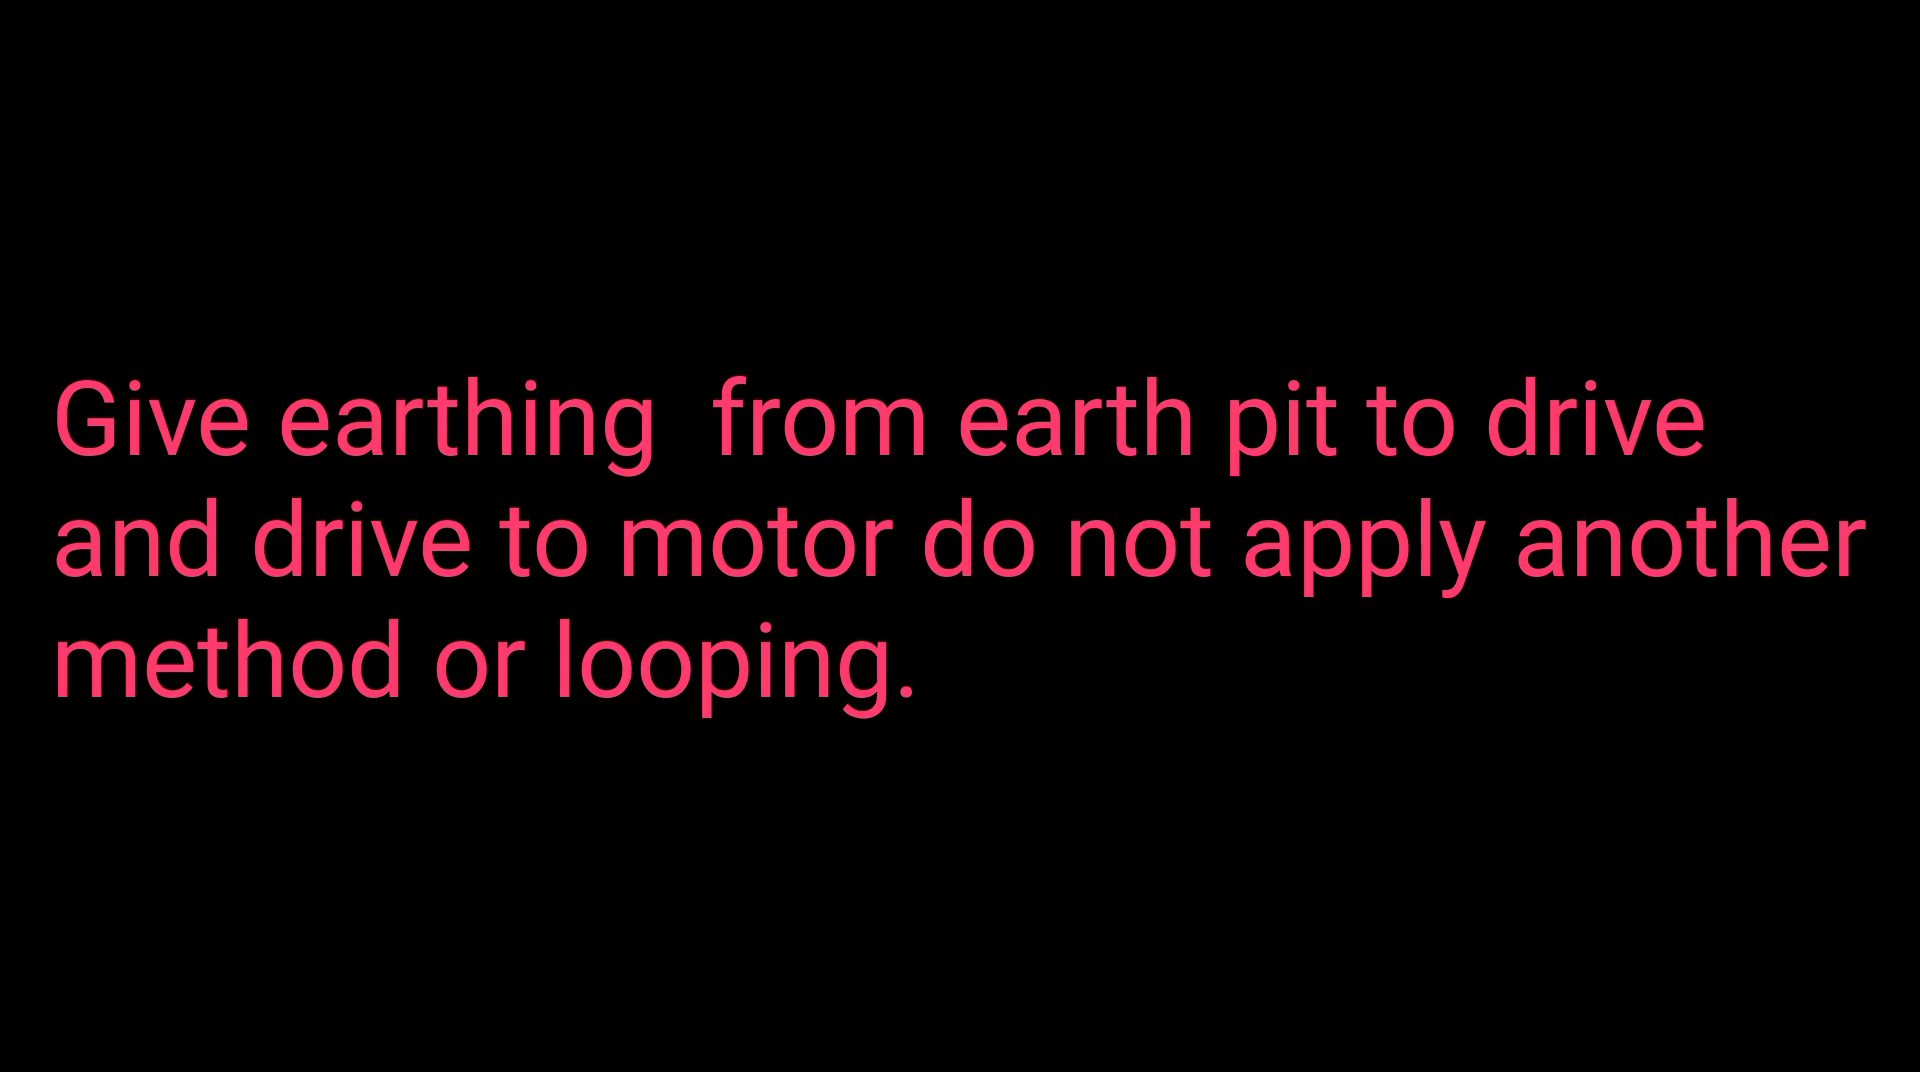 Give earthing  from earth pit to drive
and drive to motor do not apply another
method or looping.